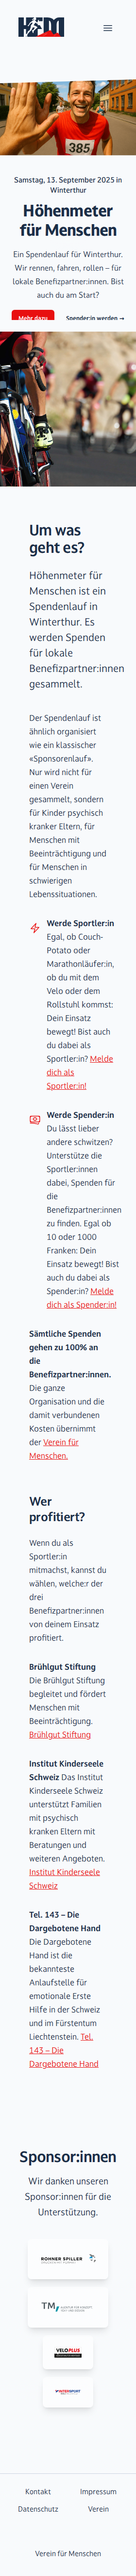 HFM
385
Samstag, 13. September 2025 in
Winterthur
Höhenmeter
für Menschen
Ein Spendenlauf für Winterthur.
Wir rennen, fahren, rollen – für
lokale Benefizpartner:innen. Bist
auch du am Start?
Mehr dazu
Spender:in werden →
Um was
geht es?
Höhenmeter für
Menschen ist ein
Spendenlauf in
Winterthur. Es
werden Spenden
für lokale
Benefizpartner:innen
gesammelt.
Der Spendenlauf ist
ähnlich organisiert
wie ein klassischer
«Sponsorenlauf».
Nur wird nicht für
einen Verein
gesammelt, sondern
für Kinder psychisch
kranker Eltern, für
Menschen mit
Beeinträchtigung und
für Menschen in
schwierigen
Lebenssituationen.
Werde Sportler:in
Egal, ob Couch-
Potato oder
Marathonläufer:in,
ob du mit dem
Velo oder dem
Rollstuhl kommst:
Dein Einsatz
bewegt! Bist auch
du dabei als
Sportler:in? Melde
dich als
Sportler:in!
Werde Spender:in
Du lässt lieber
andere schwitzen?
Unterstütze die
Sportler:innen
dabei, Spenden für
die
Benefizpartner:innen
zu finden. Egal ob
10 oder 1000
Franken: Dein
Einsatz bewegt! Bist
auch du dabei als
Spender:in? Melde
dich als Spender:in!
Sämtliche Spenden
gehen zu 100% an
die
Benefizpartner:innen.
Die ganze
Organisation und die
damit verbundenen
Kosten übernimmt
der Verein für
Menschen.
Wer
profitiert?
Wenn du als
Sportler:in
mitmachst, kannst du
wählen, welche:r der
drei
Benefizpartner:innen
von deinem Einsatz
profitiert.
Brühlgut Stiftung
Die Brühlgut Stiftung
begleitet und fördert
Menschen mit
Beeinträchtigung.
Brühlgut Stiftung
Institut Kinderseele
Schweiz Das Institut
Kinderseele Schweiz
unterstützt Familien
mit psychisch
kranken Eltern mit
Beratungen und
weiteren Angeboten.
Institut Kinderseele
Schweiz
Tel. 143 – Die
Dargebotene Hand
Die Dargebotene
Hand ist die
bekannteste
Anlaufstelle für
emotionale Erste
Hilfe in der Schweiz
und im Fürstentum
Liechtenstein. Tel.
143 – Die
Dargebotene Hand
Sponsor:innen
Wir danken unseren
Sponsor:innen für die
Unterstützung.
ROHNER SPILLER
TM
VELOPLUS
WINTERSPORT
Kontakt
Impressum
Datenschutz
Verein
Verein für Menschen